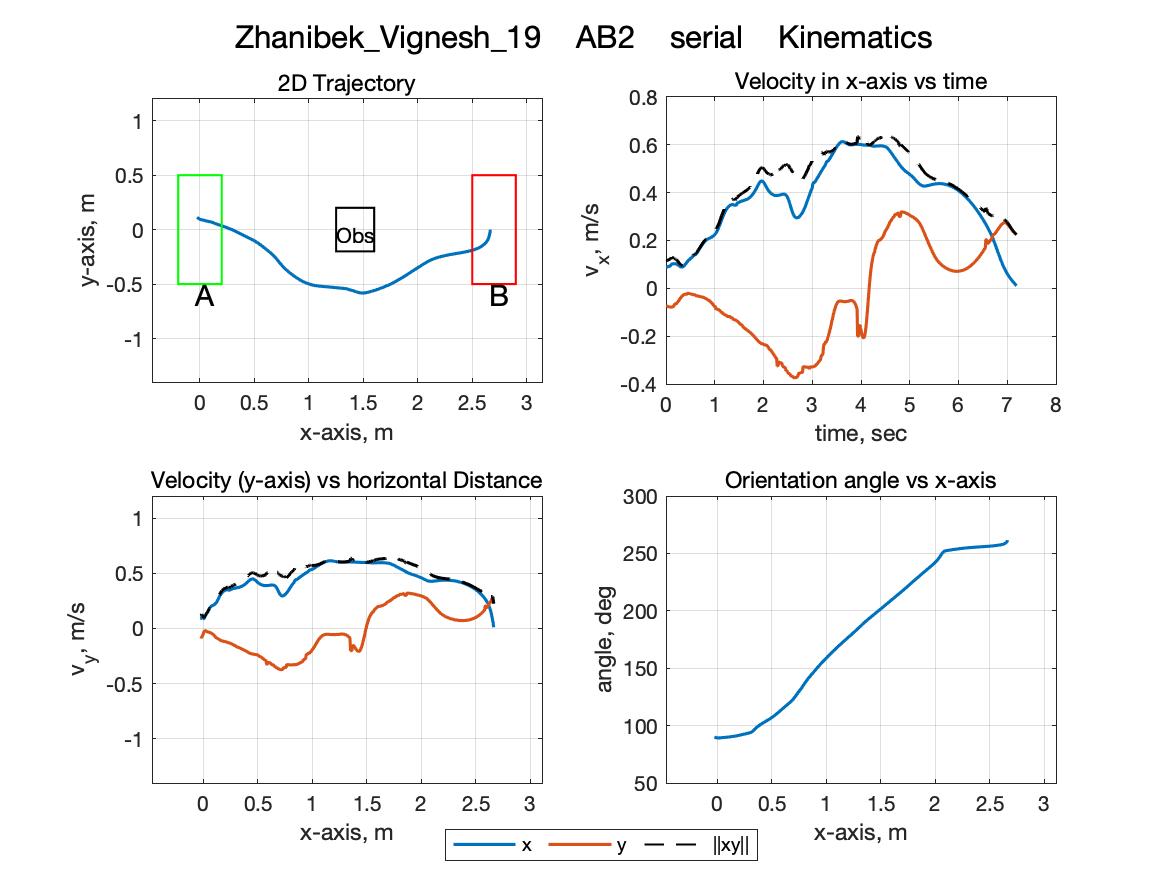 Zhanibek_Vignesh_19 AB2 serial Kinematics
2D Trajectory
1
0.5
0
-0.5
-1
y-axis, m
Obs
A
B
0 0.5 1 1.5 2 2.5 3
x-axis, m
Velocity in x-axis vs time
0.8
0.6
0.4
0.2
0
-0.2
-0.4
vx, m/s
0 1 2 3 4 5 6 7 8
time, sec
Velocity (y-axis) vs horizontal Distance
1
0.5
0
-0.5
-1
vy, m/s
0 0.5 1 1.5 2 2.5 3
x-axis, m
Orientation angle vs x-axis
300
250
200
150
100
50
angle, deg
0 0.5 1 1.5 2 2.5 3
x-axis, m
x y ||xy||